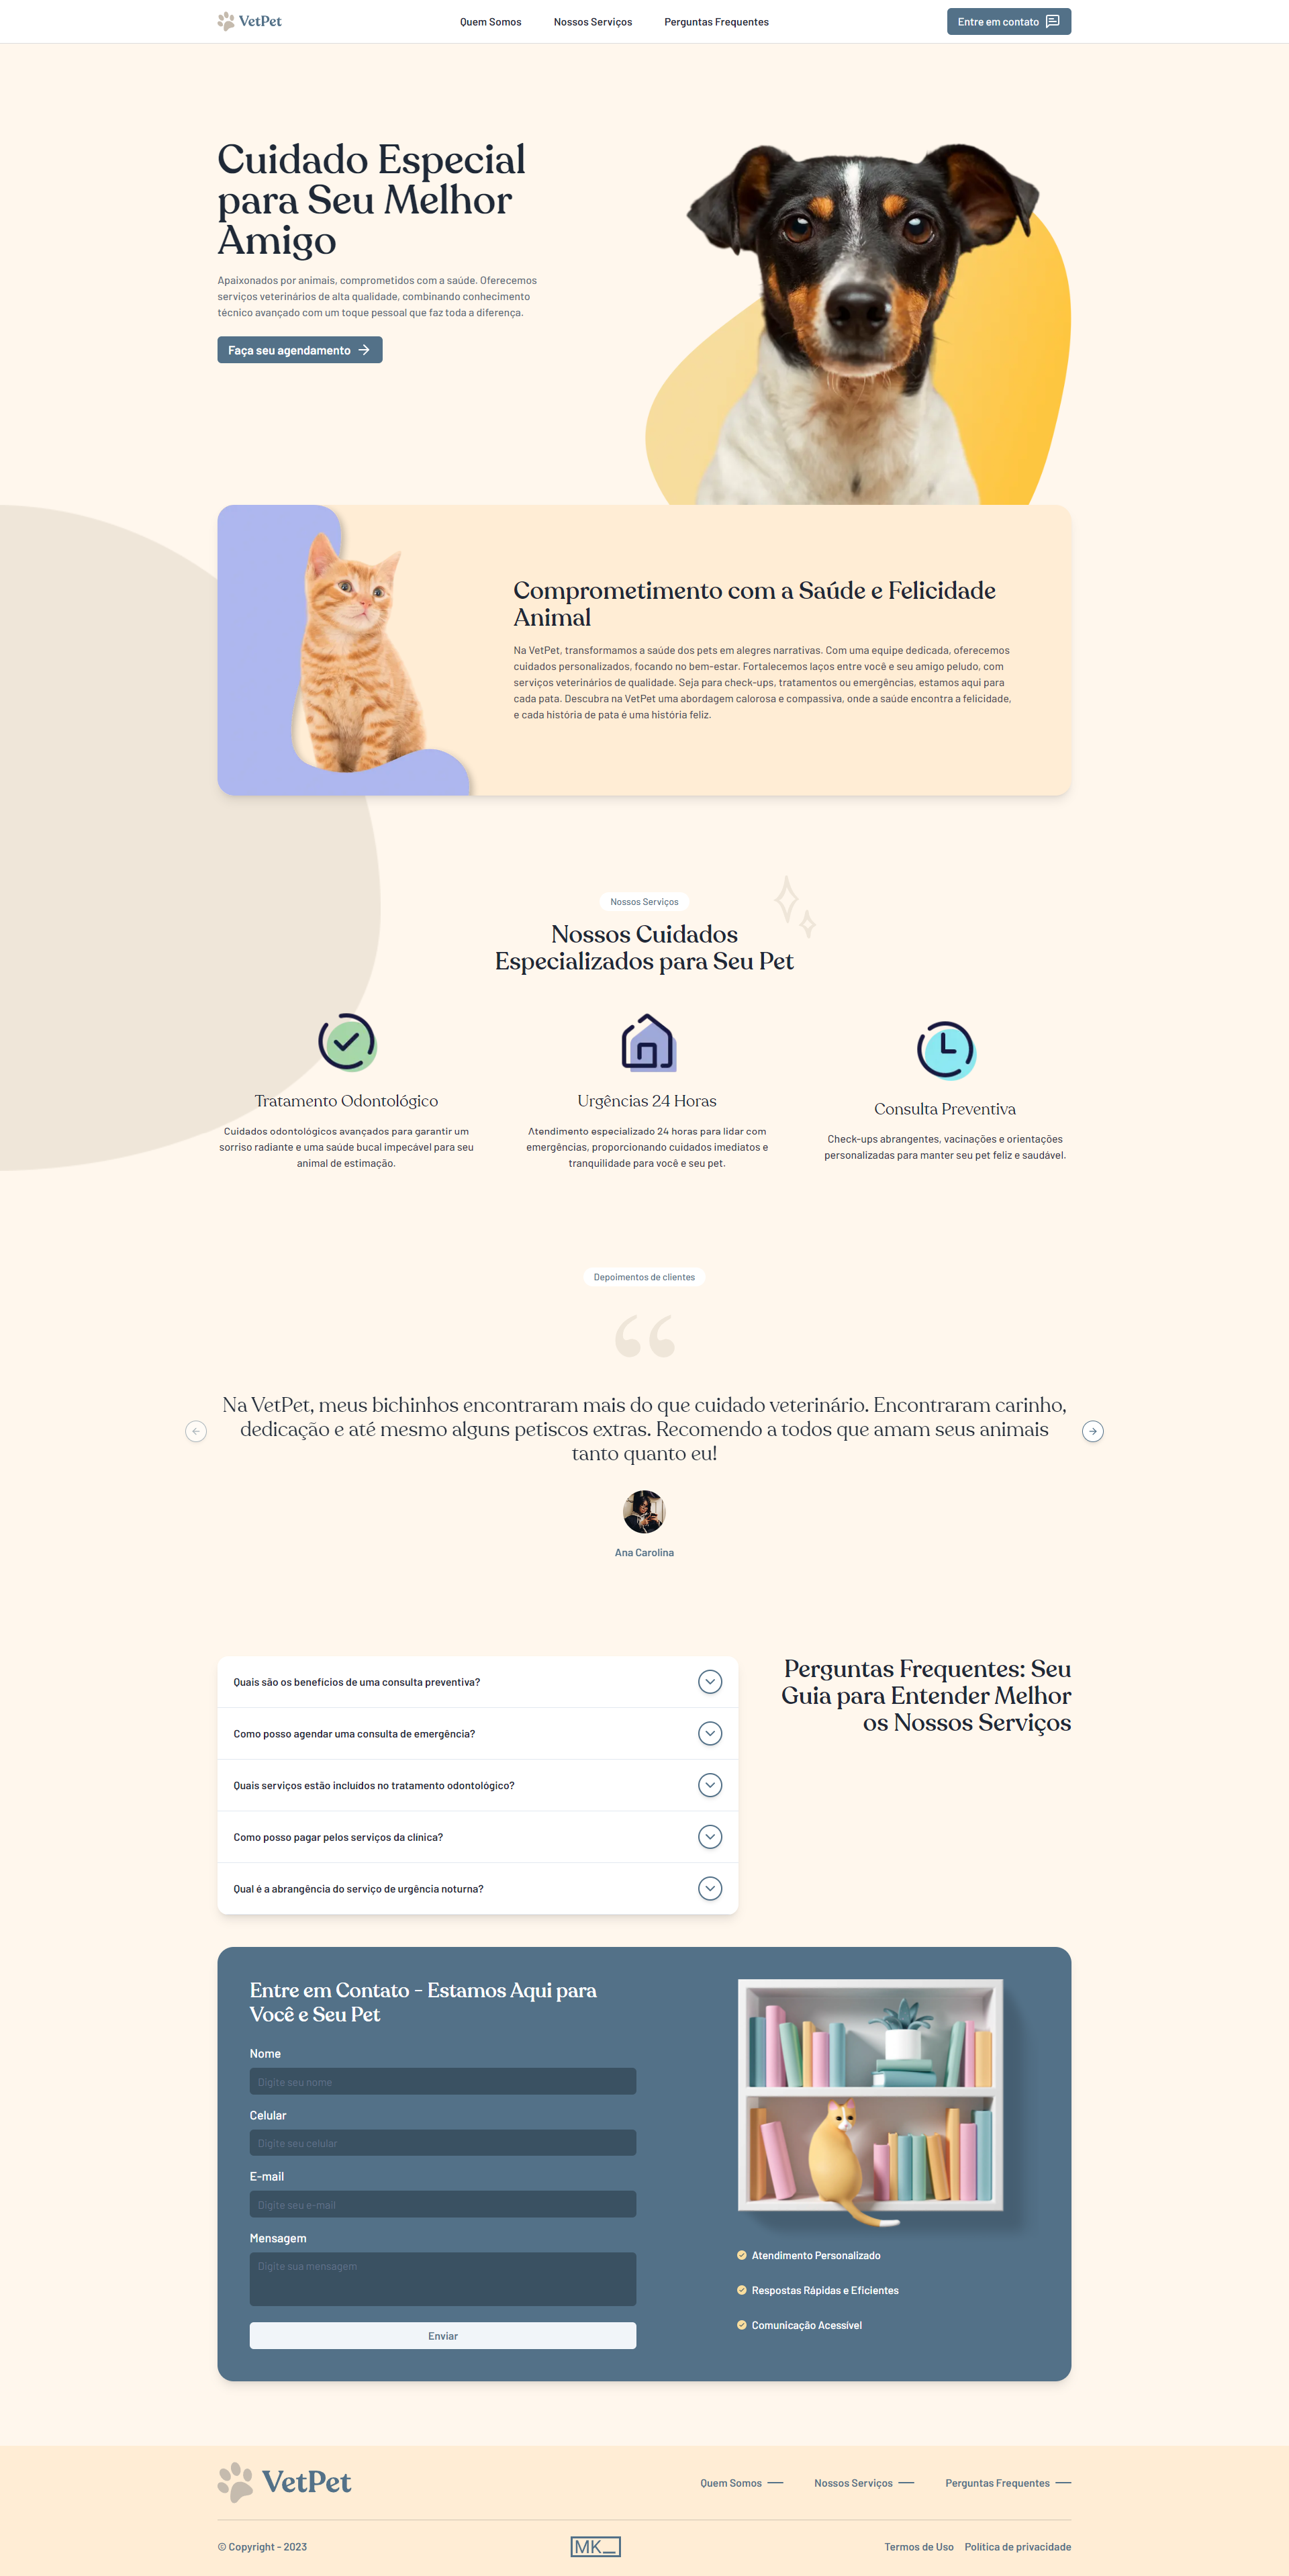 VetPet
Quem Somos
Nossos Serviços
Perguntas Frequentes
Entre em contato
Cuidado Especial
para Seu Melhor
Amigo
Apaixonados por animais, comprometidos com a saúde. Oferecemos
serviços veterinários de alta qualidade, combinando conhecimento
técnico avançado com um toque pessoal que faz toda a diferença.
Faça seu agendamento
Comprometimento com a Saúde e Felicidade
Animal
Na VetPet, transformamos a saúde dos pets em alegres narrativas. Com uma equipe dedicada, oferecemos
cuidados personalizados, focando no bem-estar. Fortalecemos laços entre você e seu amigo peludo, com
serviços veterinários de qualidade. Seja para check-ups, tratamentos ou emergências, estamos aqui para
cada pata. Descubra na VetPet uma abordagem calorosa e compassiva, onde a saúde encontra a felicidade,
e cada história de pata é uma história feliz.
Nossos Serviços
Nossos Cuidados
Especializados para Seu Pet
Tratamento Odontológico
Cuidados odontológicos avançados para garantir um
sorriso radiante e uma saúde bucal impecável para seu
animal de estimação.
Urgências 24 Horas
Atendimento especializado 24 horas para lidar com
emergências, proporcionando cuidados imediatos e
tranquilidade para você e seu pet.
Consulta Preventiva
Check-ups abrangentes, vacinações e orientações
personalizadas para manter seu pet feliz e saudável.
Depoimentos de clientes
Na VetPet, meus bichinhos encontraram mais do que cuidado veterinário. Encontraram carinho,
dedicação e até mesmo alguns petiscos extras. Recomendo a todos que amam seus animais
tanto quanto eu!
Ana Carolina
Quais são os benefícios de uma consulta preventiva?
Como posso agendar uma consulta de emergência?
Quais serviços estão incluídos no tratamento odontológico?
Como posso pagar pelos serviços da clínica?
Qual é a abrangência do serviço de urgência noturna?
Perguntas Frequentes: Seu
Guia para Entender Melhor
os Nossos Serviços
Entre em Contato - Estamos Aqui para
Você e Seu Pet
Nome
Digite seu nome
Celular
Digite seu celular
E-mail
Digite seu e-mail
Mensagem
Digite sua mensagem
Enviar
Atendimento Personalizado
Respostas Rápidas e Eficientes
Comunicação Acessível
VetPet
Quem Somos
Nossos Serviços
Perguntas Frequentes
© Copyright - 2023
MK_
Termos de Uso
Política de privacidade